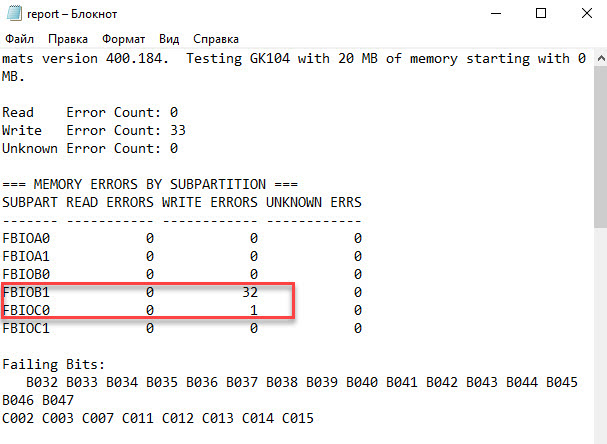 report – Блокнот
Файл Правка Формат Вид Справка
mats version 400.184.  Testing GK104 with 20 MB of memory starting with 0
MB.
Read    Error Count: 0
Write   Error Count: 33
Unknown Error Count: 0
=== MEMORY ERRORS BY SUBPARTITION ===
SUBPART READ ERRORS WRITE ERRORS UNKNOWN ERRS
------- ----------- ------------ ------------
FBIOA0            0            0            0
FBIOA1            0            0            0
FBIOB0            0            0            0
FBIOB1            0           32            0
FBIOC0            0            1            0
FBIOC1            0            0            0
Failing Bits:
   B032 B033 B034 B035 B036 B037 B038 B039 B040 B041 B042 B043 B044 B045
B046 B047
C002 C003 C007 C011 C012 C013 C014 C015